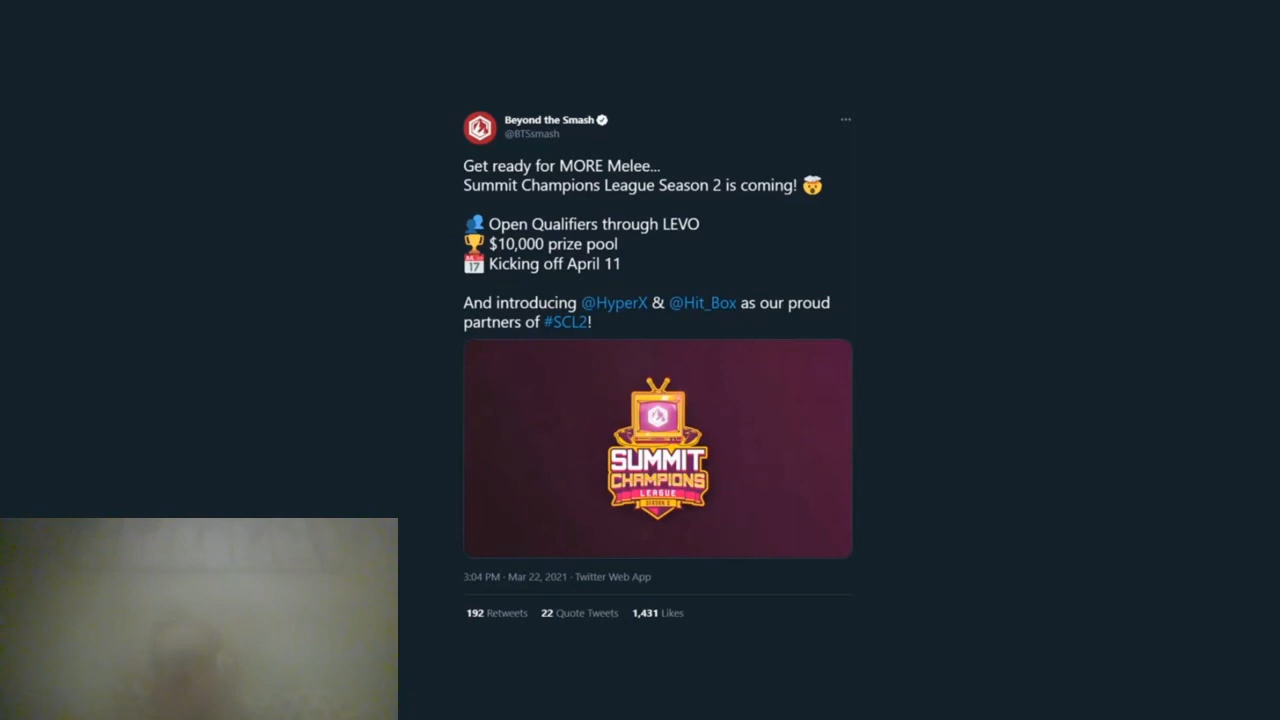 Beyond the Smash
@BTSsmash
Get ready for MORE Melee...
Summit Champions League Season 2 is coming! 🤯
👥 Open Qualifiers through LEVO
🏆 $10,000 prize pool
📅 Kicking off April 11
And introducing @HyperX & @Hit_Box as our proud
partners of #SCL2!
SUMMIT
CHAMPIONS
LEAGUE
SEASON 2
3:04 PM · Mar 22, 2021 · Twitter Web App
192 Retweets 22 Quote Tweets 1,431 Likes